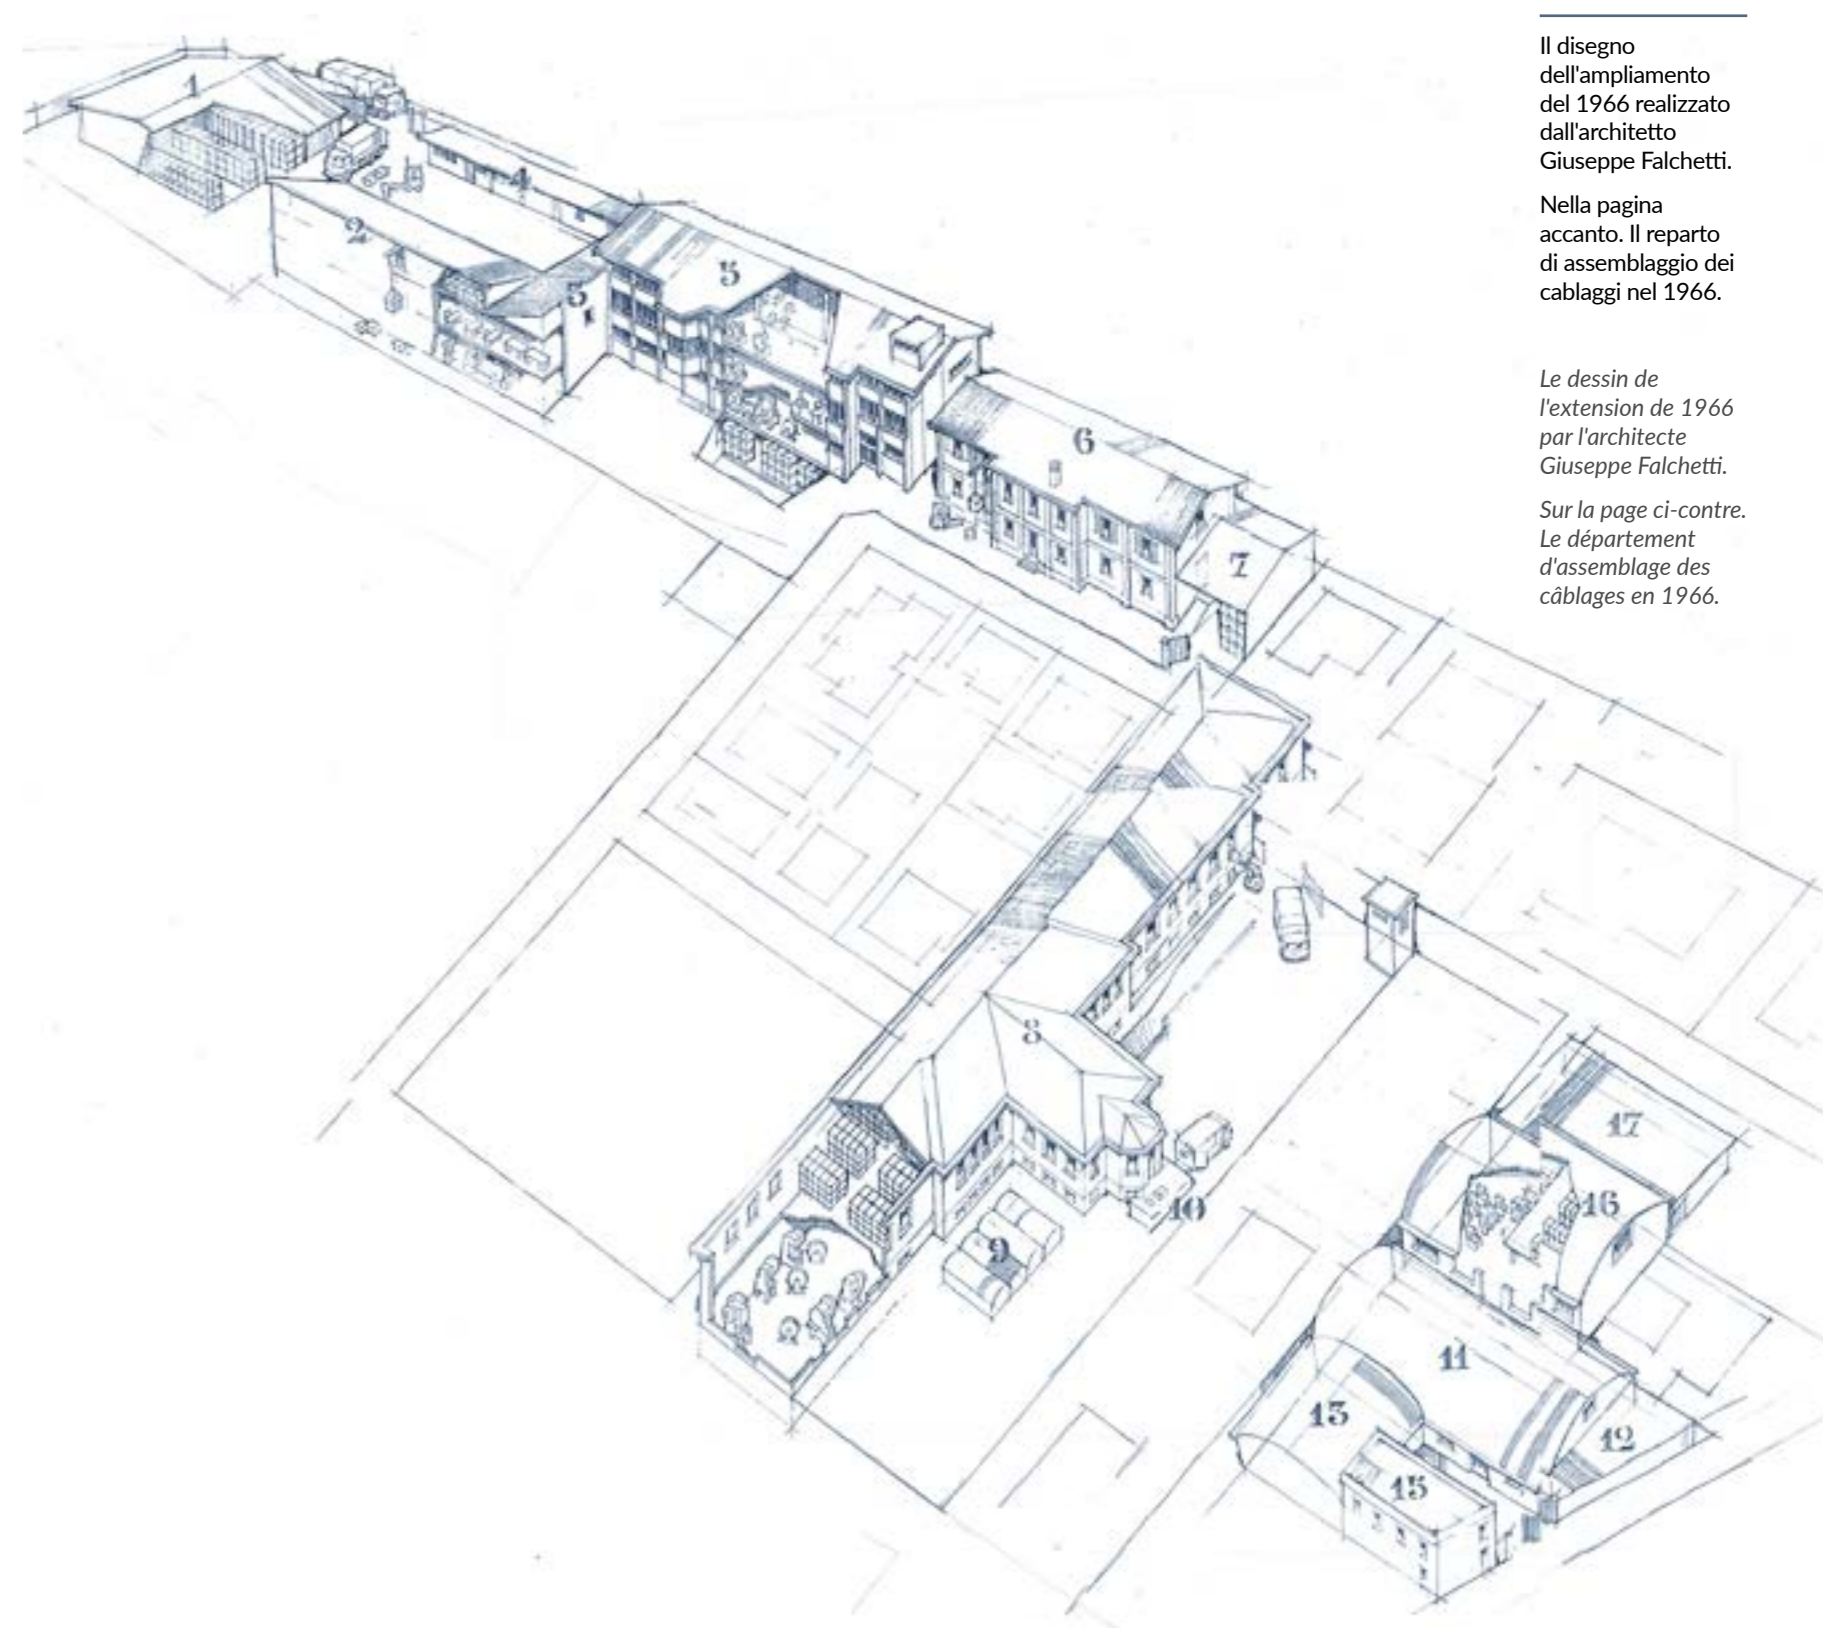 Il disegno
dell'ampliamento
del 1966 realizzato
dall'architetto
Giuseppe Falchetti.
Nella pagina
accanto. Il reparto
di assemblaggio dei
cablaggi nel 1966.
Le dessin de
l'extension de 1966
par l'architecte
Giuseppe Falchetti.
Sur la page ci-contre.
Le département
d'assemblage des
câblages en 1966.
1
4
2
3
5
6
7
8
9
10
17
16
11
13
12
15